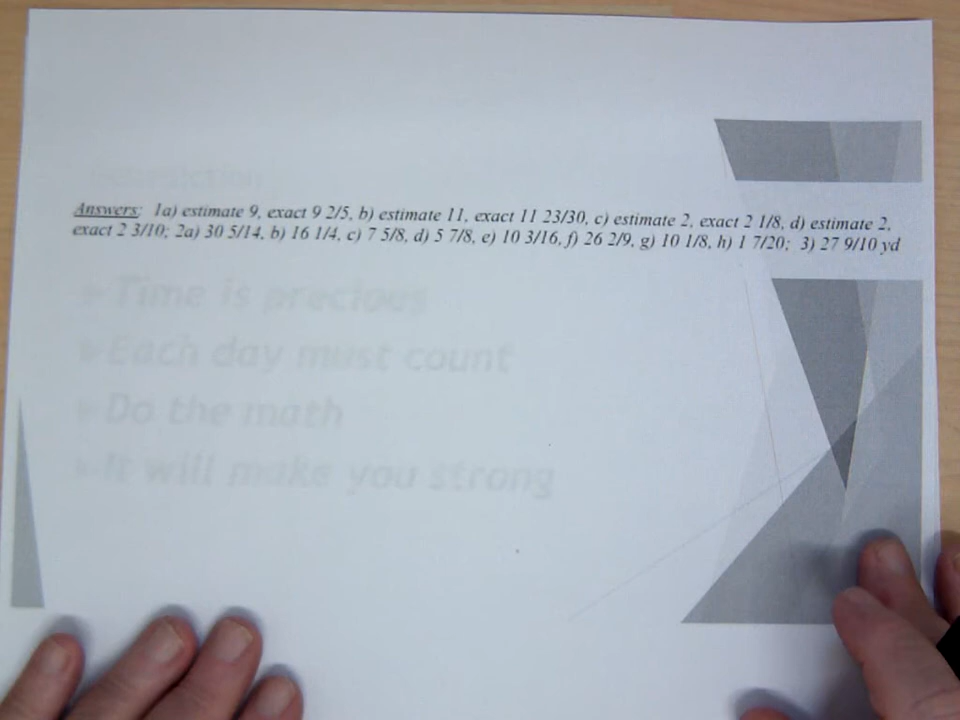 Answers: 1a) estimate 9, exact 9 2/5, b) estimate 11, exact 11 23/30, c) estimate 2, exact 2 1/8, d) estimate 2,
exact 2 3/10; 2a) 30 5/14, b) 16 1/4, c) 7 5/8, d) 5 7/8, e) 10 3/16, f) 26 2/9, g) 10 1/8, h) 1 7/20; 3) 27 9/10 yd
Time is precious
Each day must count
Do the math
It will make you strong